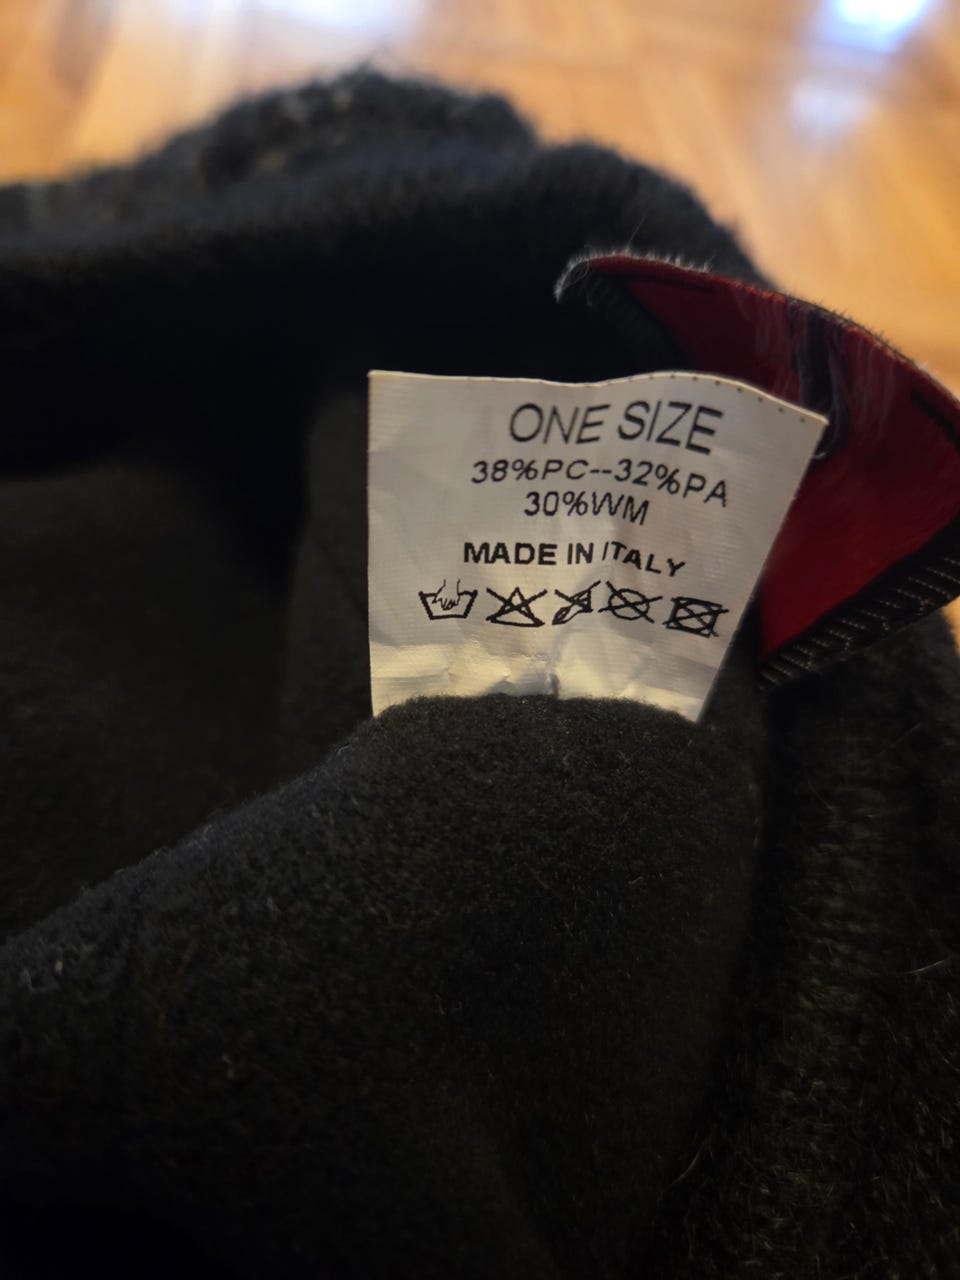 ONE SIZE
38%PC--32%PA
30%WM
MADE IN ITALY